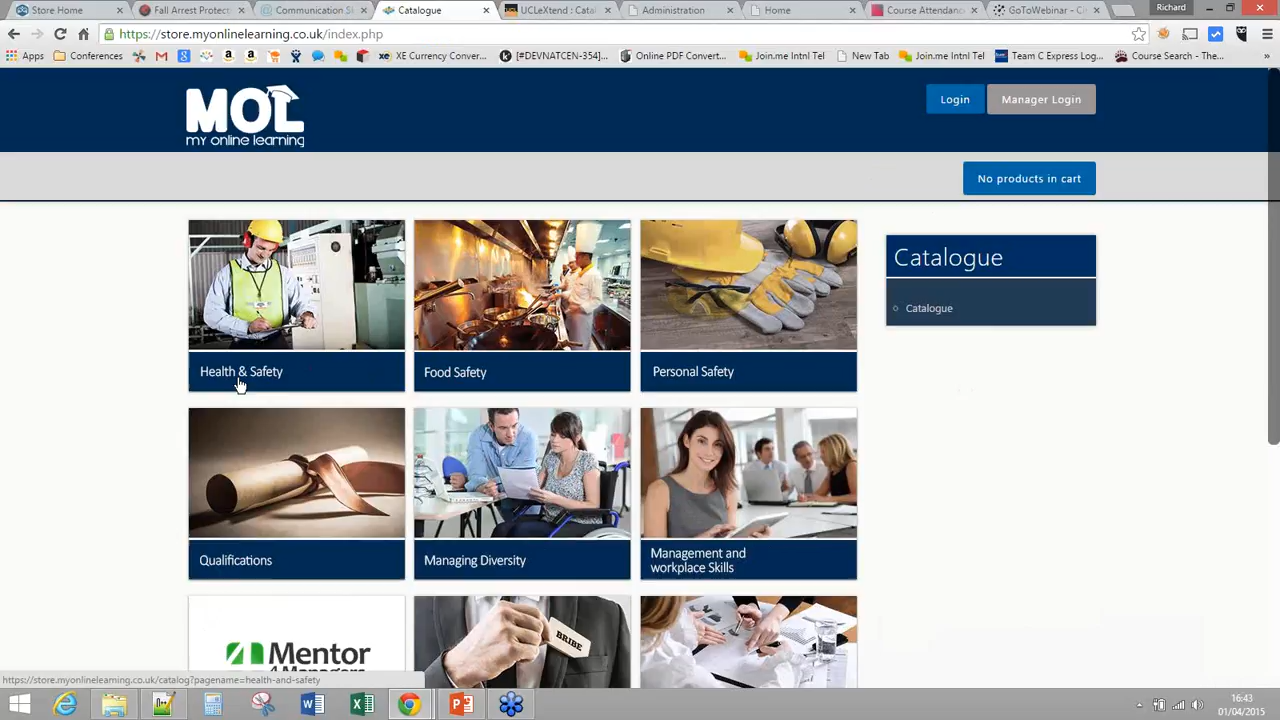 Store Home
Fall Arrest Protect
Communication Sk
Catalogue
UCLeXtend : Catal
Administration
Home
Course Attendanc
GoToWebinar - Ci
Richard
https://store.myonlinelearning.co.uk/index.php
Apps
Conferences
XE Currency Conver...
[#DEVNATCEN-354]...
Online PDF Convert...
Join.me Intnl Tel
New Tab
Join.me Intnl Tel
Team C Express Log...
Course Search - The...
»
MOL
my online learning
Login
Manager Login
No products in cart
Catalogue
Catalogue
Health & Safety
Food Safety
Personal Safety
Qualifications
Managing Diversity
Management and
workplace Skills
Mentor
4Managers
BRIBE
https://store.myonlinelearning.co.uk/catalog?pagename=health-and-safety
16:43
01/04/2015